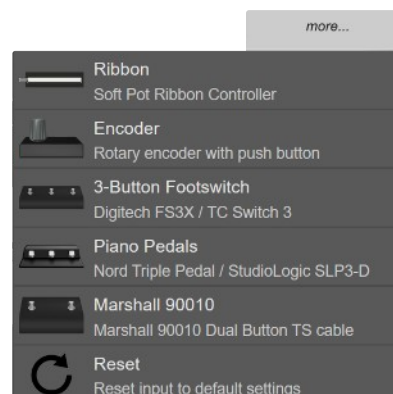 more...
Ribbon
Soft Pot Ribbon Controller
Encoder
Rotary encoder with push button
3-Button Footswitch
Digitech FS3X / TC Switch 3
Piano Pedals
Nord Triple Pedal / StudioLogic SLP3-D
Marshall 90010
Marshall 90010 Dual Button TS cable
Reset
Reset input to default settings